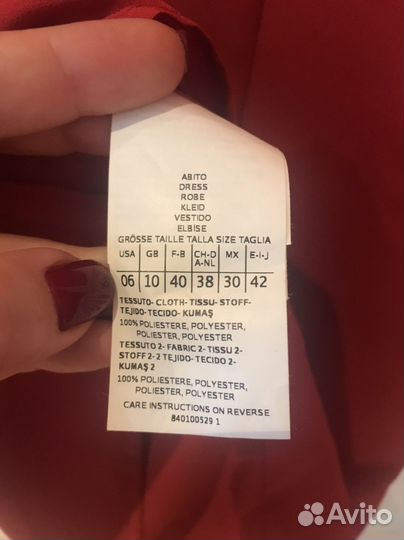 ABITO
DRESS
ROBE
KLEID
VESTIDO
ELBİSE
GRÖSSE TAILLE TALLA SIZE TAGLIA
USA GB F-B CH-D A-NL MX E-I-J
06 10 40 38 30 42
TESSUTO- CLOTH- TISSU- STOFF-
TEJIDO- TECIDO- KUMAŞ
100% POLIESTERE, POLYESTER,
POLIESTER, POLYESTER,
TESSUTO 2- FABRIC 2- TISSU 2-
STOFF 2- 2 TEJIDO- TECIDO 2-
KUMAŞ 2
100% POLIESTERE, POLYESTER,
POLIESTER, POLYESTER,
CARE INSTRUCTIONS ON REVERSE
840100529 1
Avito